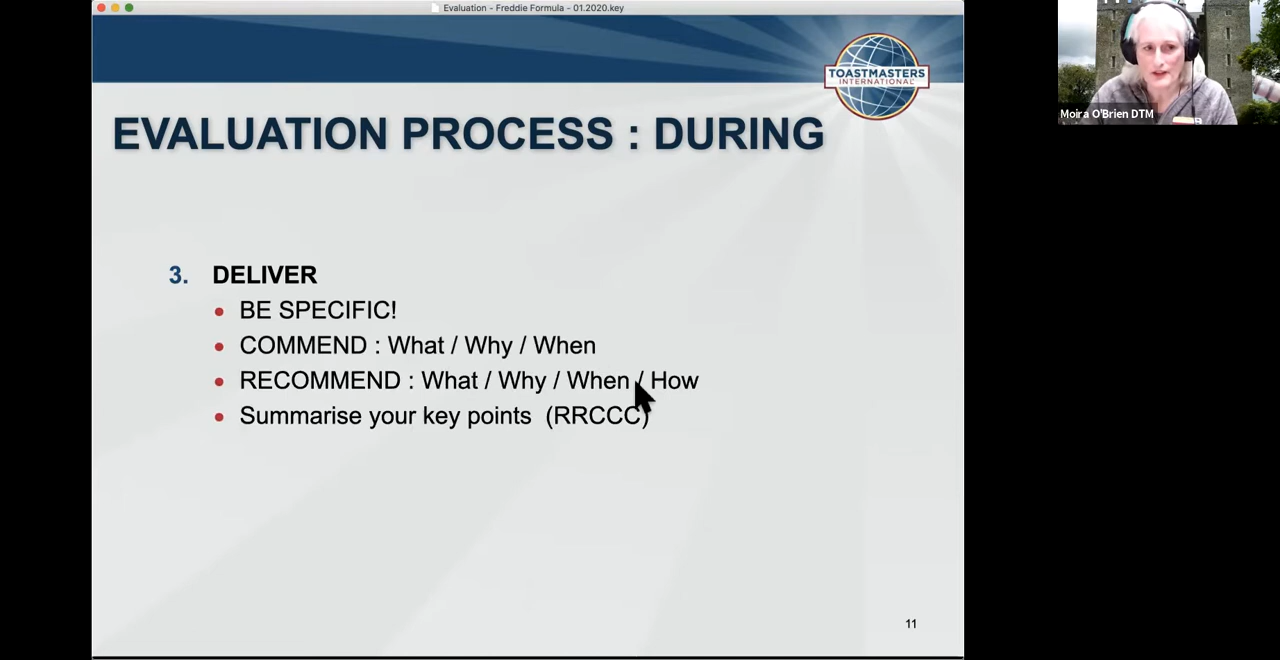 Evaluation - Freddie Formula - 01.2020.key
TOASTMASTERS
INTERNATIONAL
Moira O'Brien DTM
EVALUATION PROCESS : DURING
3. DELIVER
• BE SPECIFIC!
• COMMEND : What / Why / When
• RECOMMEND : What / Why / When / How
• Summarise your key points (RRCCC)
11